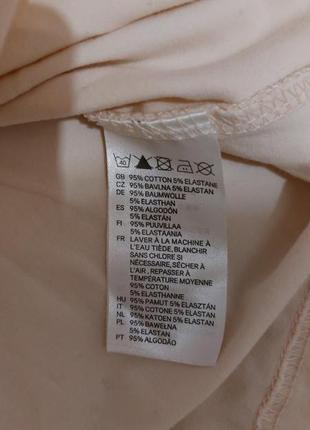 40
GB 95% COTTON 5% ELASTANE
CZ 95% BAVLNA 5% ELASTAN
DE 95% BAUMWOLLE
5% ELASTHAN
ES 95% ALGODÓN
5% ELASTÁN
FI 95% PUUVILLAA
5% ELASTAANIA
FR LAVER À LA MACHINE À
L'EAU TIÈDE, BLANCHIR
SANS CHLORE SI
NÉCESSAIRE, SÉCHER À
L'AIR, REPASSER À
TEMPÉRATURE MOYENNE
95% COTON
5% ELASTHANNE
HU 95% PAMUT 5% ELASZTÁN
IT 95% COTONE 5% ELASTAN
NL 95% KATOEN 5% ELASTAN
PL 95% BAWEŁNA
5% ELASTAN
PT 95% ALGODÃO